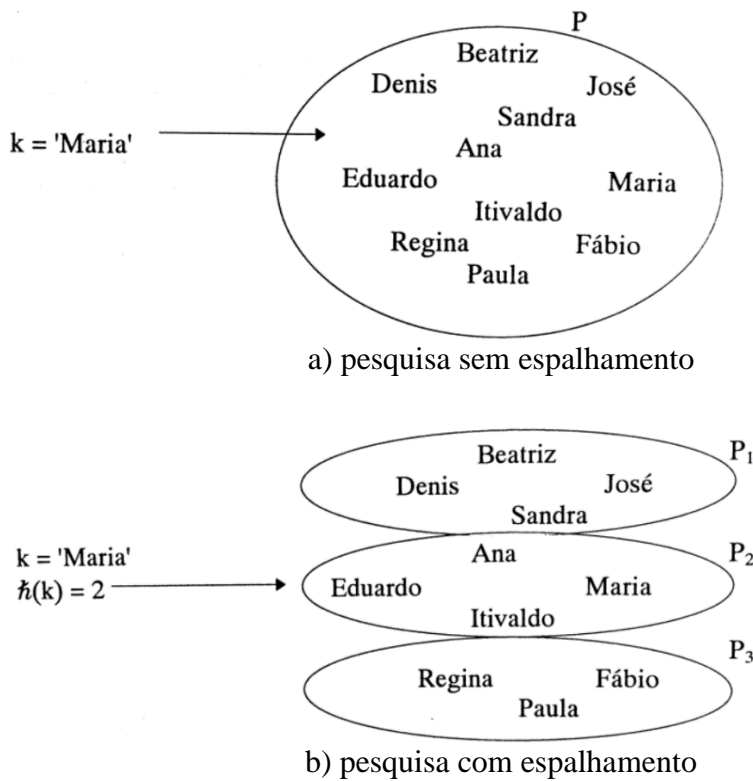 P
Beatriz
Denis José
Sandra
k = 'Maria'
Ana
Eduardo Maria
Itivaldo
Regina Fábio
Paula
a) pesquisa sem espalhamento
P₁
Beatriz
Denis José
Sandra
k = 'Maria'
ℏ(k) = 2
P₂
Ana
Eduardo Maria
Itivaldo
P₃
Regina Fábio
Paula
b) pesquisa com espalhamento